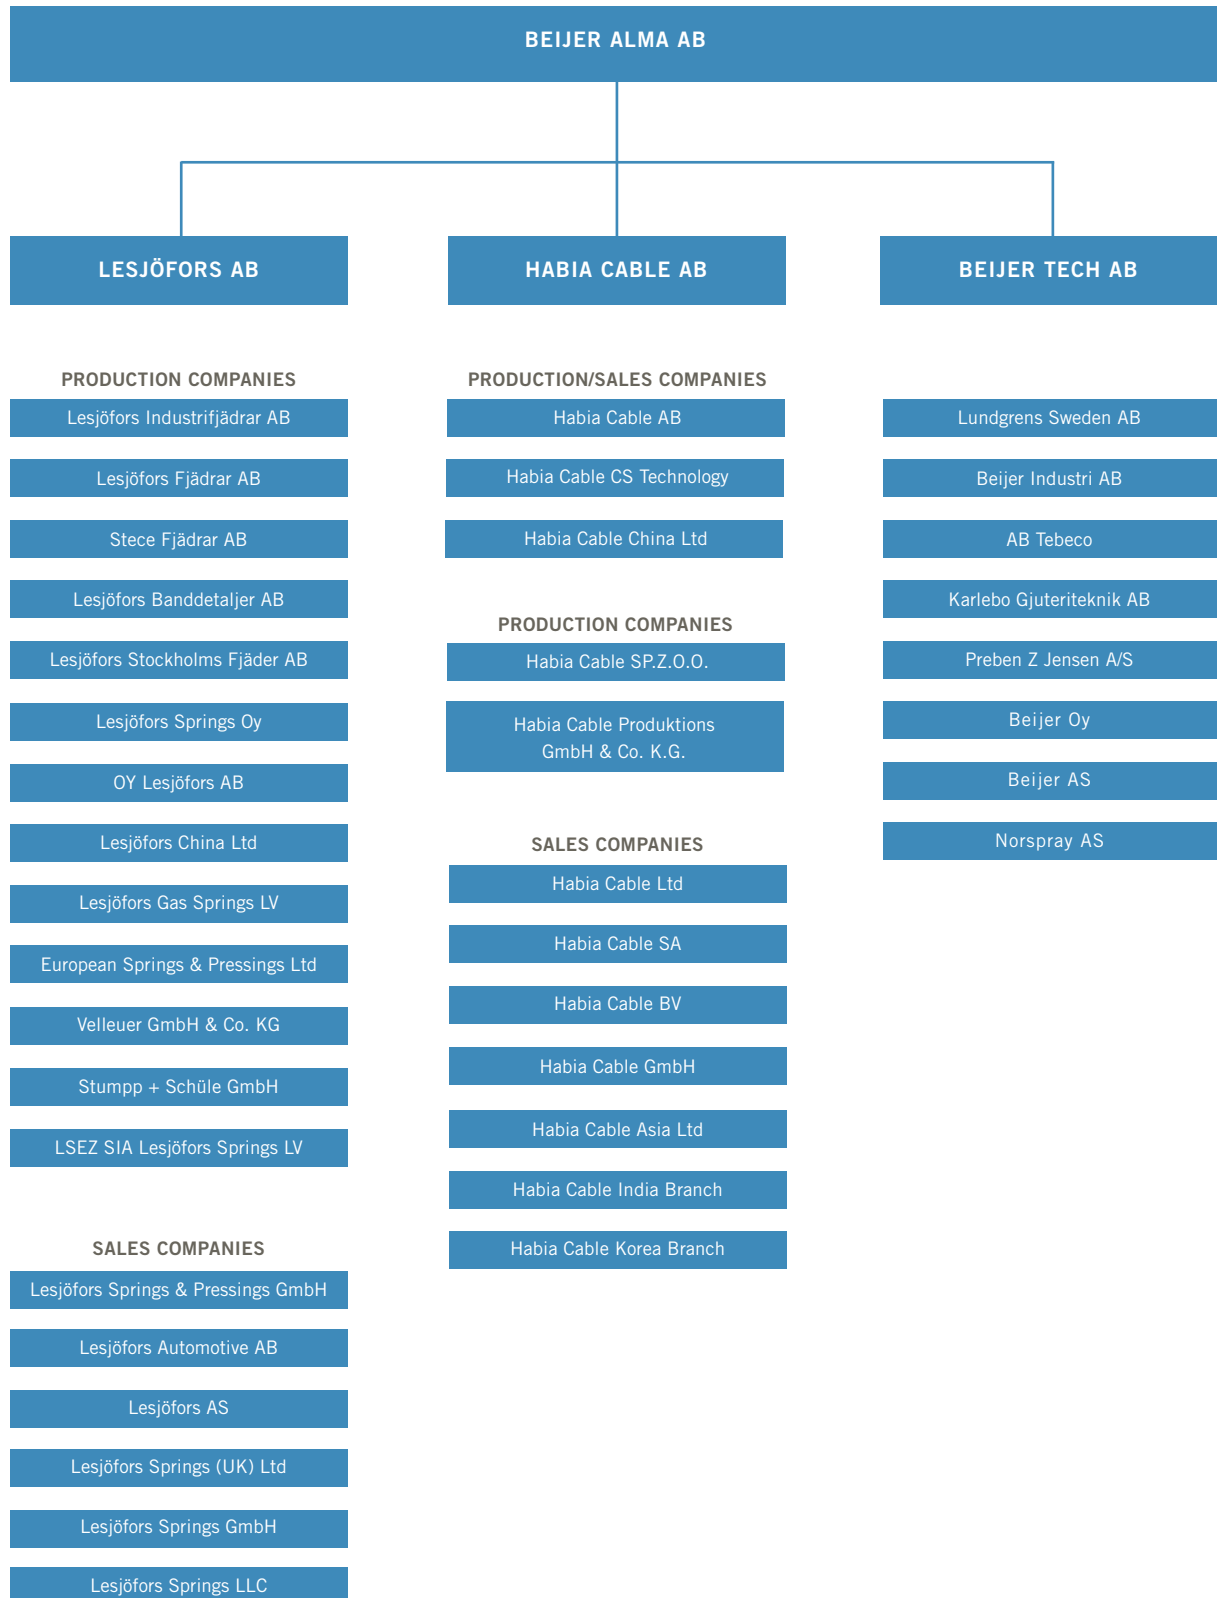 BEIJER ALMA AB
LESJÖFORS AB
PRODUCTION COMPANIES
Lesjöfors Industrifjädrar AB
Lesjöfors Fjädrar AB
Stece Fjädrar AB
Lesjöfors Banddetaljer AB
Lesjöfors Stockholms Fjäder AB
Lesjöfors Springs Oy
OY Lesjöfors AB
Lesjöfors China Ltd
Lesjöfors Gas Springs LV
European Springs & Pressings Ltd
Velleuer GmbH & Co. KG
Stumpp + Schüle GmbH
LSEZ SIA Lesjöfors Springs LV
SALES COMPANIES
Lesjöfors Springs & Pressings GmbH
Lesjöfors Automotive AB
Lesjöfors AS
Lesjöfors Springs (UK) Ltd
Lesjöfors Springs GmbH
Lesjöfors Springs LLC
HABIA CABLE AB
PRODUCTION/SALES COMPANIES
Habia Cable AB
Habia Cable CS Technology
Habia Cable China Ltd
PRODUCTION COMPANIES
Habia Cable SP.Z.O.O.
Habia Cable Produktions
GmbH & Co. K.G.
SALES COMPANIES
Habia Cable Ltd
Habia Cable SA
Habia Cable BV
Habia Cable GmbH
Habia Cable Asia Ltd
Habia Cable India Branch
Habia Cable Korea Branch
BEIJER TECH AB
Lundgrens Sweden AB
Beijer Industri AB
AB Tebeco
Karlebo Gjuteriteknik AB
Preben Z Jensen A/S
Beijer Oy
Beijer AS
Norspray AS